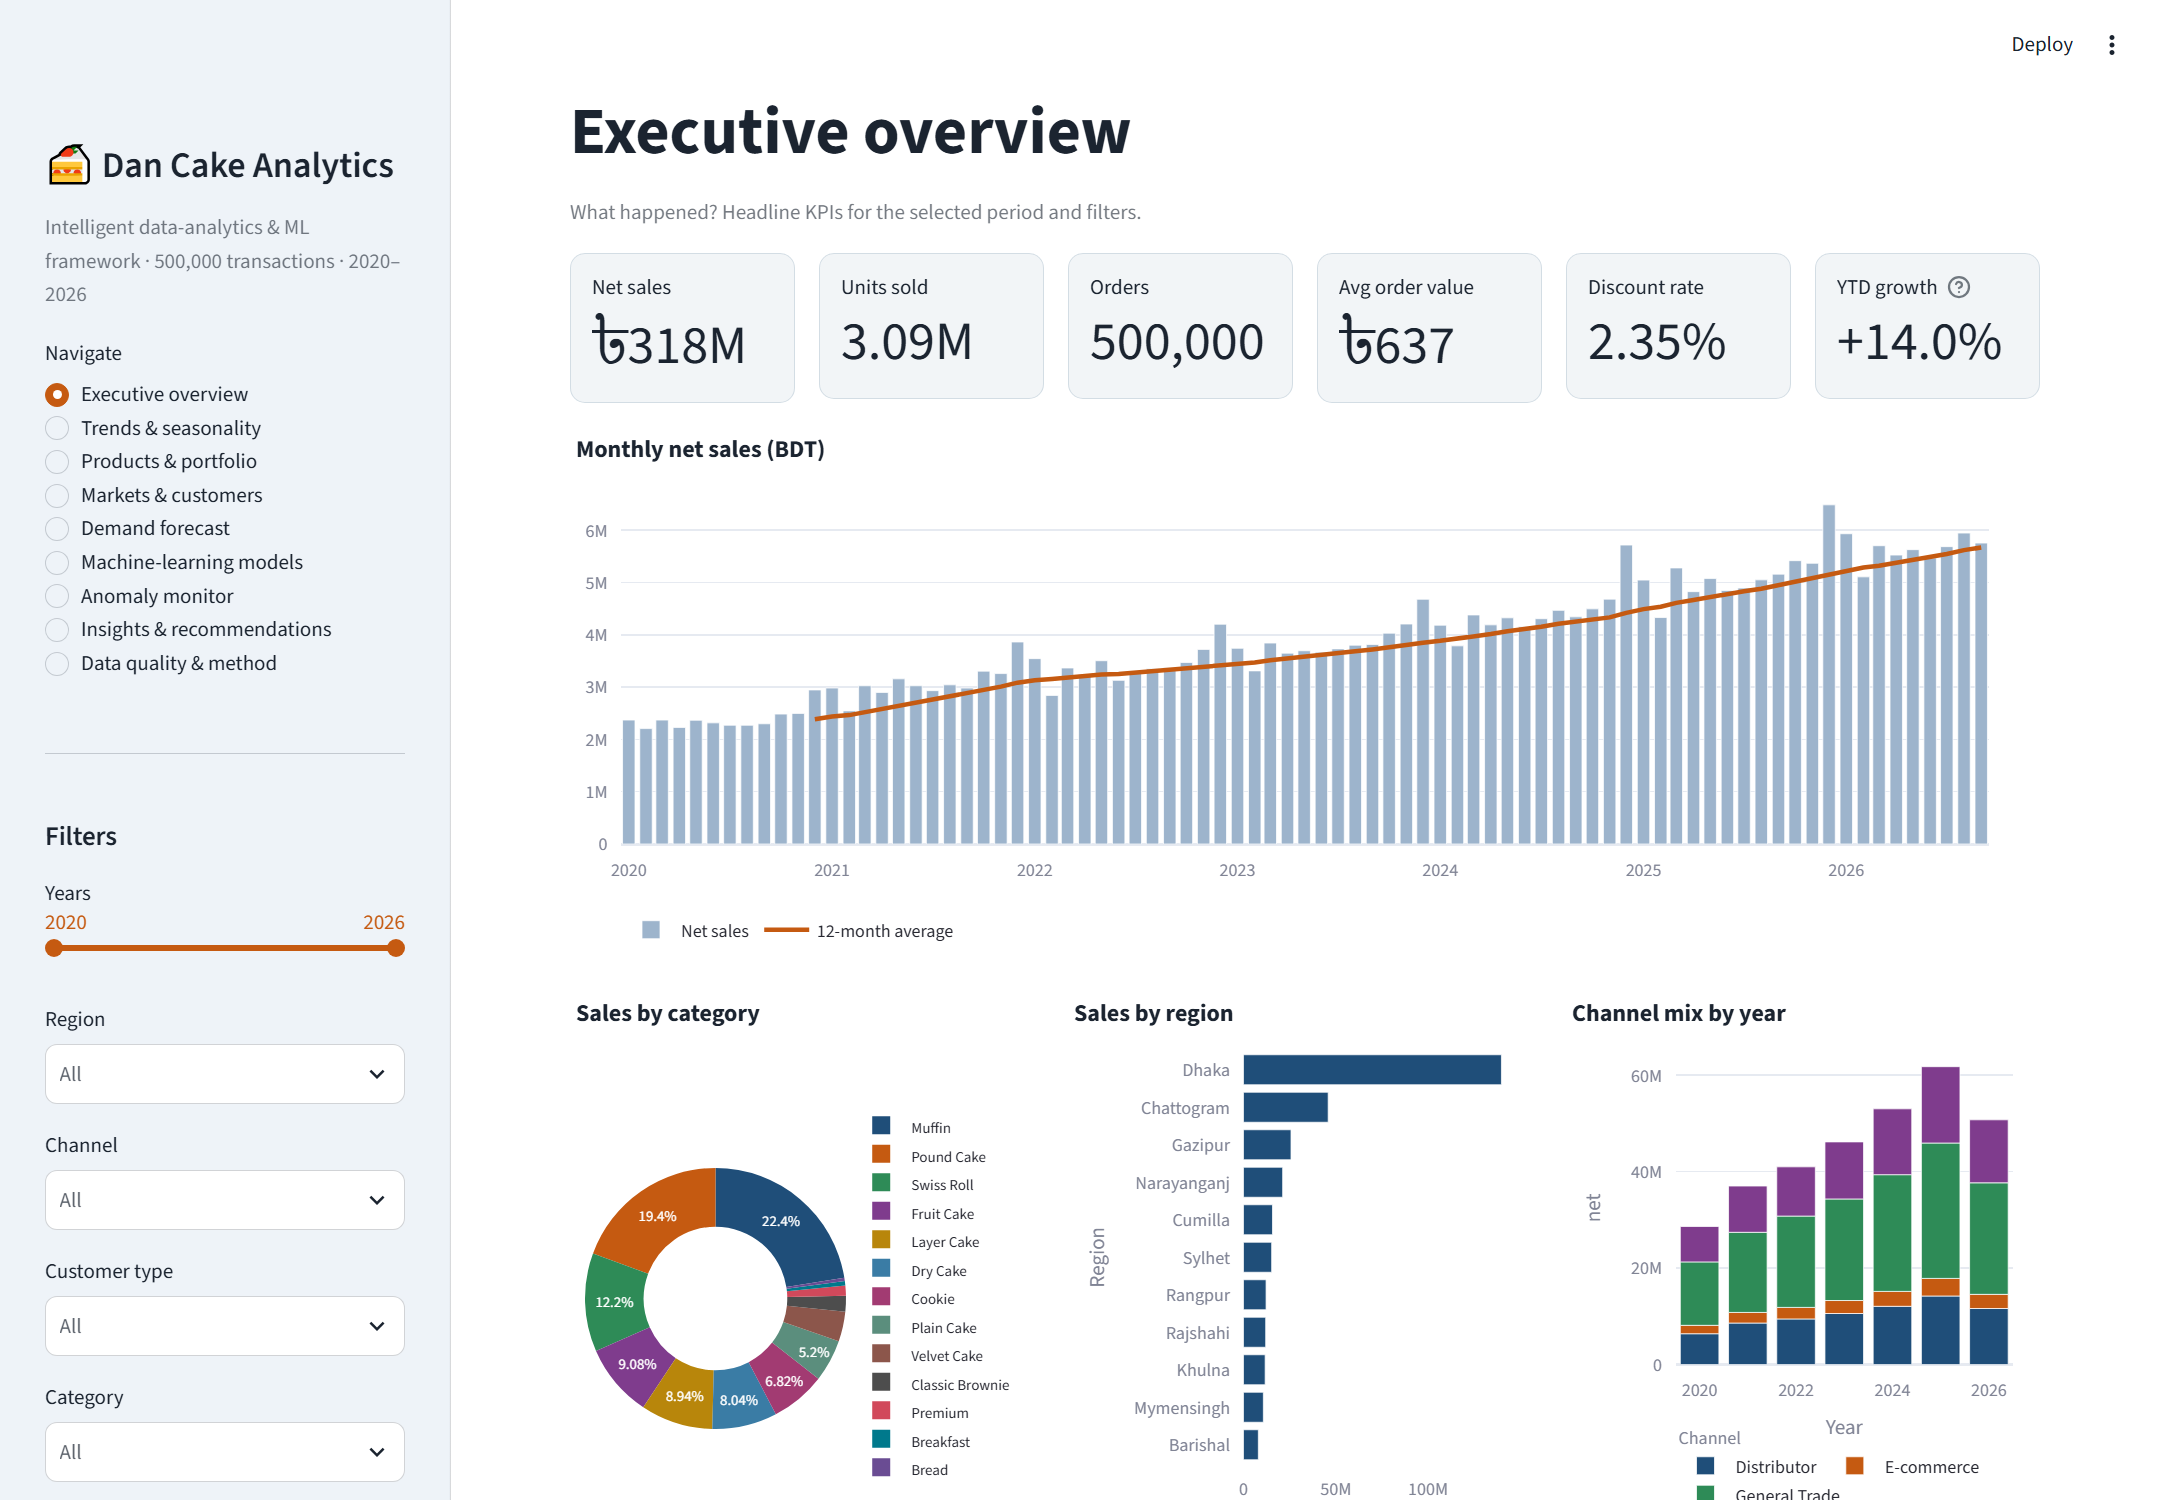 Deploy
Dan Cake Analytics
Intelligent data-analytics & ML
framework · 500,000 transactions · 2020–
2026
Navigate
Executive overview
Trends & seasonality
Products & portfolio
Markets & customers
Demand forecast
Machine-learning models
Anomaly monitor
Insights & recommendations
Data quality & method
Filters
Years
2020 2026
Region
All
Channel
All
Customer type
All
Category
All
Executive overview
What happened? Headline KPIs for the selected period and filters.
Net sales
৳318M
Units sold
3.09M
Orders
500,000
Avg order value
৳637
Discount rate
2.35%
YTD growth ?
+14.0%
Monthly net sales (BDT)
6M
5M
4M
3M
2M
1M
0
2020 2021 2022 2023 2024 2025 2026
Net sales 12-month average
Sales by category
22.4%
19.4%
12.2%
9.08%
8.94%
8.04%
6.82%
5.2%
Muffin
Pound Cake
Swiss Roll
Fruit Cake
Layer Cake
Dry Cake
Cookie
Plain Cake
Velvet Cake
Classic Brownie
Premium
Breakfast
Bread
Sales by region
Region
Dhaka
Chattogram
Gazipur
Narayanganj
Cumilla
Sylhet
Rangpur
Rajshahi
Khulna
Mymensingh
Barishal
0 50M 100M
Channel mix by year
net
60M
40M
20M
0
2020 2022 2024 2026
Year
Channel
Distributor E-commerce
General Trade